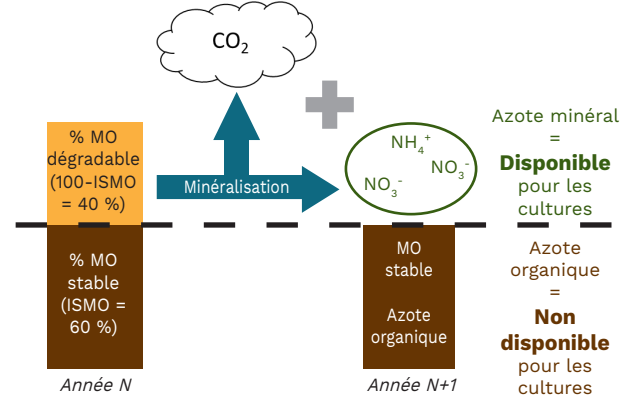 CO₂
% MO
dégradable
(100-ISMO
= 40 %)
Minéralisation
NH₄⁺
NO₃⁻
NO₃⁻
Azote minéral
=
Disponible
pour les
cultures
% MO
stable
(ISMO =
60 %)
MO
stable
Azote
organique
Azote
organique
=
Non
disponible
pour les
cultures
Année N
Année N+1